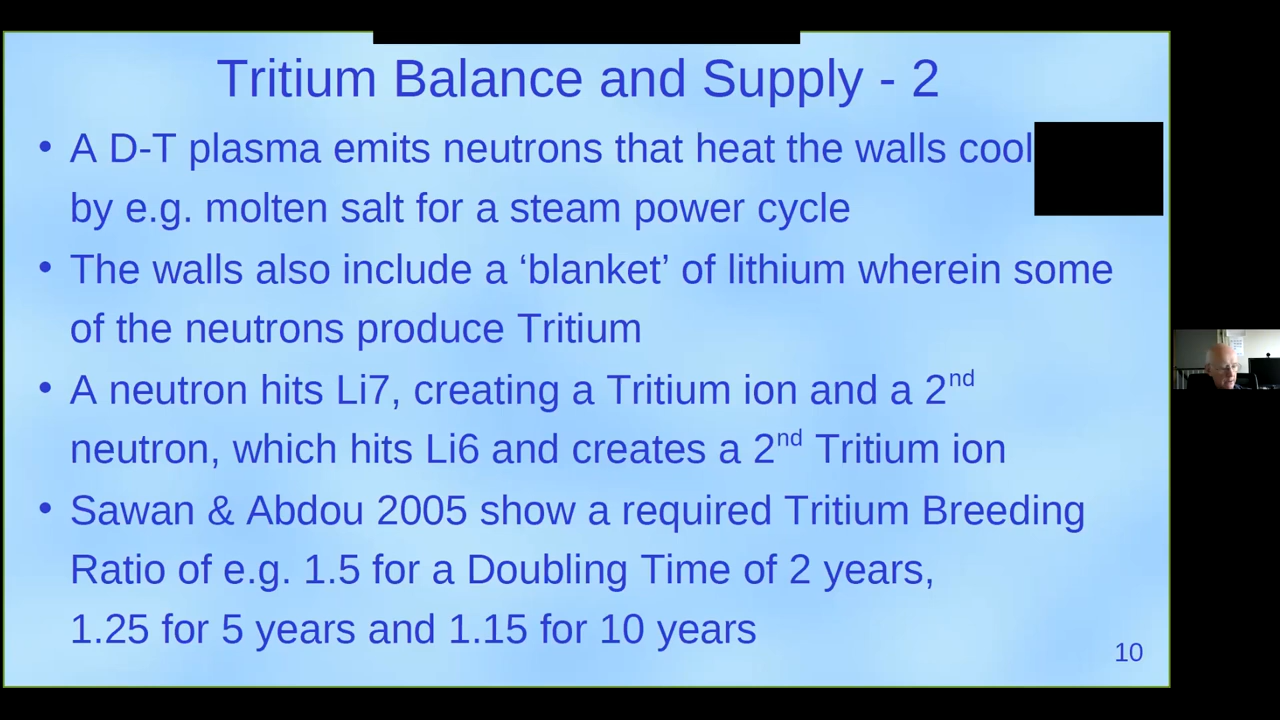 Tritium Balance and Supply - 2
• A D-T plasma emits neutrons that heat the walls cool
by e.g. molten salt for a steam power cycle
• The walls also include a ‘blanket’ of lithium wherein some
of the neutrons produce Tritium
• A neutron hits Li7, creating a Tritium ion and a 2nd
neutron, which hits Li6 and creates a 2nd Tritium ion
• Sawan & Abdou 2005 show a required Tritium Breeding
Ratio of e.g. 1.5 for a Doubling Time of 2 years,
1.25 for 5 years and 1.15 for 10 years
10